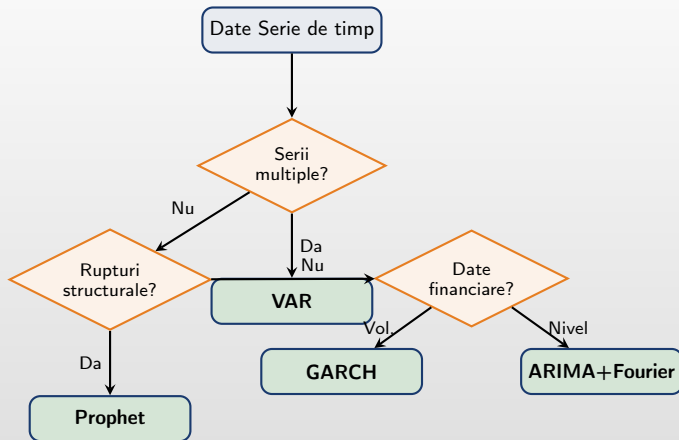 Date Serie de timp
Serii
multiple?
Nu
Da
Nu
Rupturi
structurale?
VAR
Date
financiare?
Vol.
Nivel
Da
GARCH
ARIMA+Fourier
Prophet